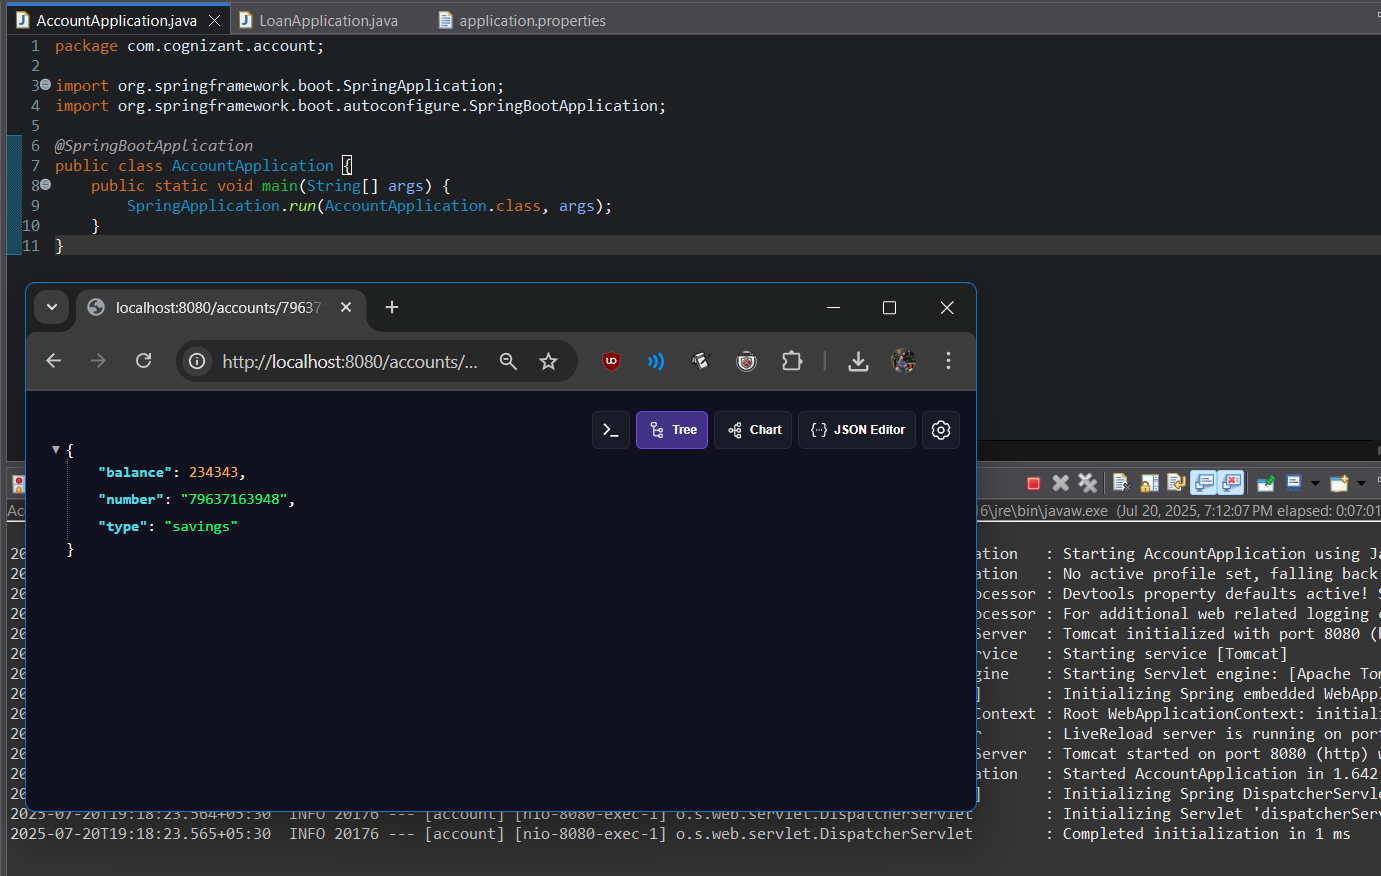 AccountApplication.java
LoanApplication.java
application.properties
1 package com.cognizant.account;
2
3 import org.springframework.boot.SpringApplication;
4 import org.springframework.boot.autoconfigure.SpringBootApplication;
5
6 @SpringBootApplication
7 public class AccountApplication {
8 public static void main(String[] args) {
9 SpringApplication.run(AccountApplication.class, args);
10 }
11 }
localhost:8080/accounts/79637
http://localhost:8080/accounts/...
Tree
Chart
JSON Editor
{
"balance": 234343,
"number": "79637163948",
"type": "savings"
}
Ac
6\jre\bin\javaw.exe (Jul 20, 2025, 7:12:07 PM elapsed: 0:07:01
20 ation : Starting AccountApplication using Ja
20 ation : No active profile set, falling back
20 ocessor : Devtools property defaults active! S
20 ocessor : For additional web related logging c
20 Server : Tomcat initialized with port 8080 (h
20 rvice : Starting service [Tomcat]
20 gine : Starting Servlet engine: [Apache Tom
20 ] : Initializing Spring embedded WebAppl
20 Context : Root WebApplicationContext: initiali
20 r : LiveReload server is running on port
20 Server : Tomcat started on port 8080 (http) w
20 ation : Started AccountApplication in 1.642
20 ] : Initializing Spring DispatcherServle
2025-07-20T19:18:23.564+05:30 INFO 20176 --- [account] [nio-8080-exec-1] o.s.web.servlet.DispatcherServlet : Initializing Servlet 'dispatcherServ
2025-07-20T19:18:23.565+05:30 INFO 20176 --- [account] [nio-8080-exec-1] o.s.web.servlet.DispatcherServlet : Completed initialization in 1 ms